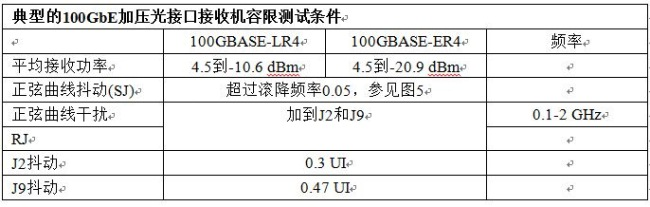 典型的100GbE加压光接口接收机容限测试条件
100GBASE-LR4 100GBASE-ER4 频率
平均接收功率 4.5到-10.6 dBm 4.5到-20.9 dBm
正弦曲线抖动(SJ) 超过滚降频率0.05，参见图5
正弦曲线干扰 加到J2和J9 0.1-2 GHz
RJ
J2抖动 0.3 UI
J9抖动 0.47 UI